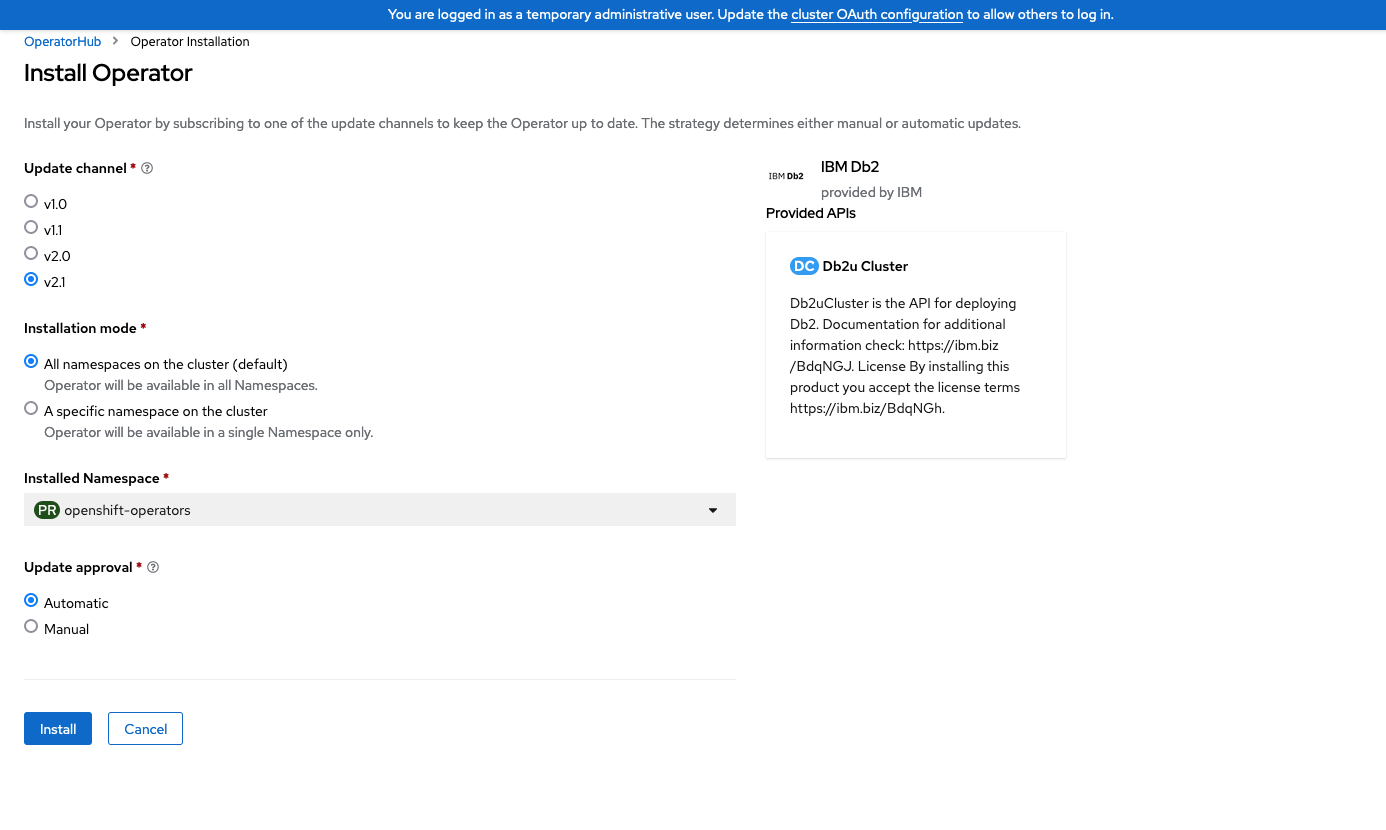 You are logged in as a temporary administrative user. Update the cluster OAuth configuration to allow others to log in.
OperatorHub > Operator Installation
Install Operator
Install your Operator by subscribing to one of the update channels to keep the Operator up to date. The strategy determines either manual or automatic updates.
Update channel *
v1.0
v1.1
v2.0
v2.1
Installation mode *
All namespaces on the cluster (default)
Operator will be available in all Namespaces.
A specific namespace on the cluster
Operator will be available in a single Namespace only.
Installed Namespace *
PR openshift-operators
Update approval *
Automatic
Manual
Install Cancel
IBM Db2
IBM Db2
provided by IBM
Provided APIs
DC Db2u Cluster
Db2uCluster is the API for deploying
Db2. Documentation for additional
information check: https://ibm.biz
/BdqNGJ. License By installing this
product you accept the license terms
https://ibm.biz/BdqNGh.